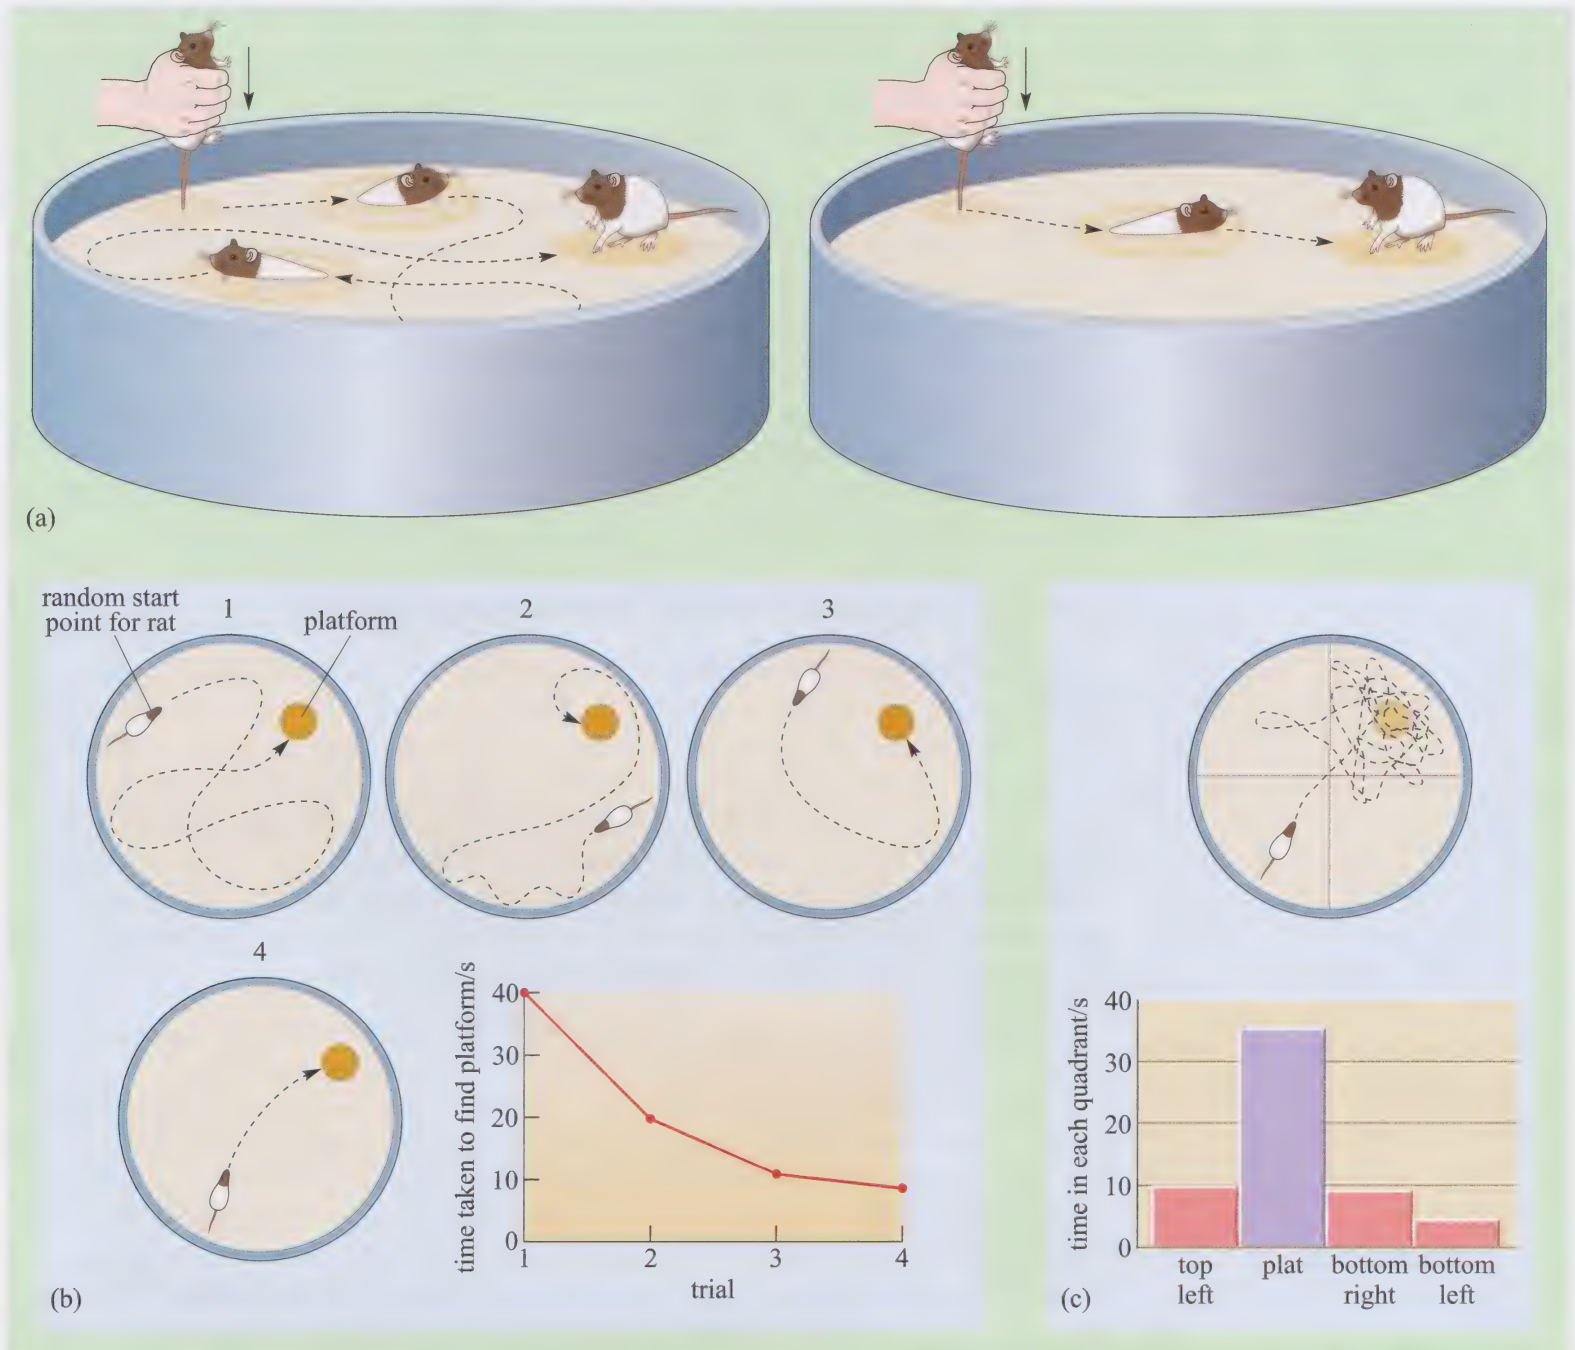 (a)
random start
point for rat
1
platform
2
3
4
time taken to find platform/s
40
30
20
10
0
1
2
3
4
trial
(b)
time in each quadrant/s
40
30
20
10
0
top
left
plat
bottom
right
bottom
left
(c)